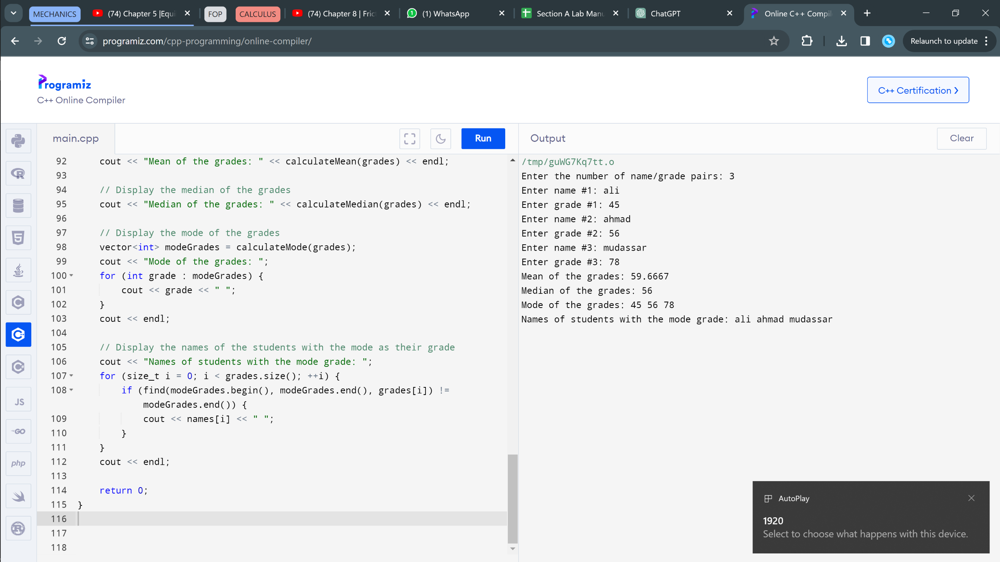 MECHANICS
(74) Chapter 5 |Equi
FOP
CALCULUS
(74) Chapter 8 | Fric
1
(1) WhatsApp
Section A Lab Manu
ChatGPT
Online C++ Compil
programiz.com/cpp-programming/online-compiler/
Relaunch to update
Programiz
C++ Online Compiler
C++ Certification
main.cpp
Run
Output
Clear
92 cout << "Mean of the grades: " << calculateMean(grades) << endl;
93
94 // Display the median of the grades
95 cout << "Median of the grades: " << calculateMedian(grades) << endl;
96
97 // Display the mode of the grades
98 vector<int> modeGrades = calculateMode(grades);
99 cout << "Mode of the grades: ";
100 for (int grade : modeGrades) {
101 cout << grade << " ";
102 }
103 cout << endl;
104
105 // Display the names of the students with the mode as their grade
106 cout << "Names of students with the mode grade: ";
107 for (size_t i = 0; i < grades.size(); ++i) {
108 if (find(modeGrades.begin(), modeGrades.end(), grades[i]) !=
modeGrades.end()) {
109 cout << names[i] << " ";
110 }
111 }
112 cout << endl;
113
114 return 0;
115 }
116
117
118
/tmp/guWG7Kq7tt.o
Enter the number of name/grade pairs: 3
Enter name #1: ali
Enter grade #1: 45
Enter name #2: ahmad
Enter grade #2: 56
Enter name #3: mudassar
Enter grade #3: 78
Mean of the grades: 59.6667
Median of the grades: 56
Mode of the grades: 45 56 78
Names of students with the mode grade: ali ahmad mudassar
R
5
C
C++
C#
JS
GO
php
R
AutoPlay
1920
Select to choose what happens with this device.